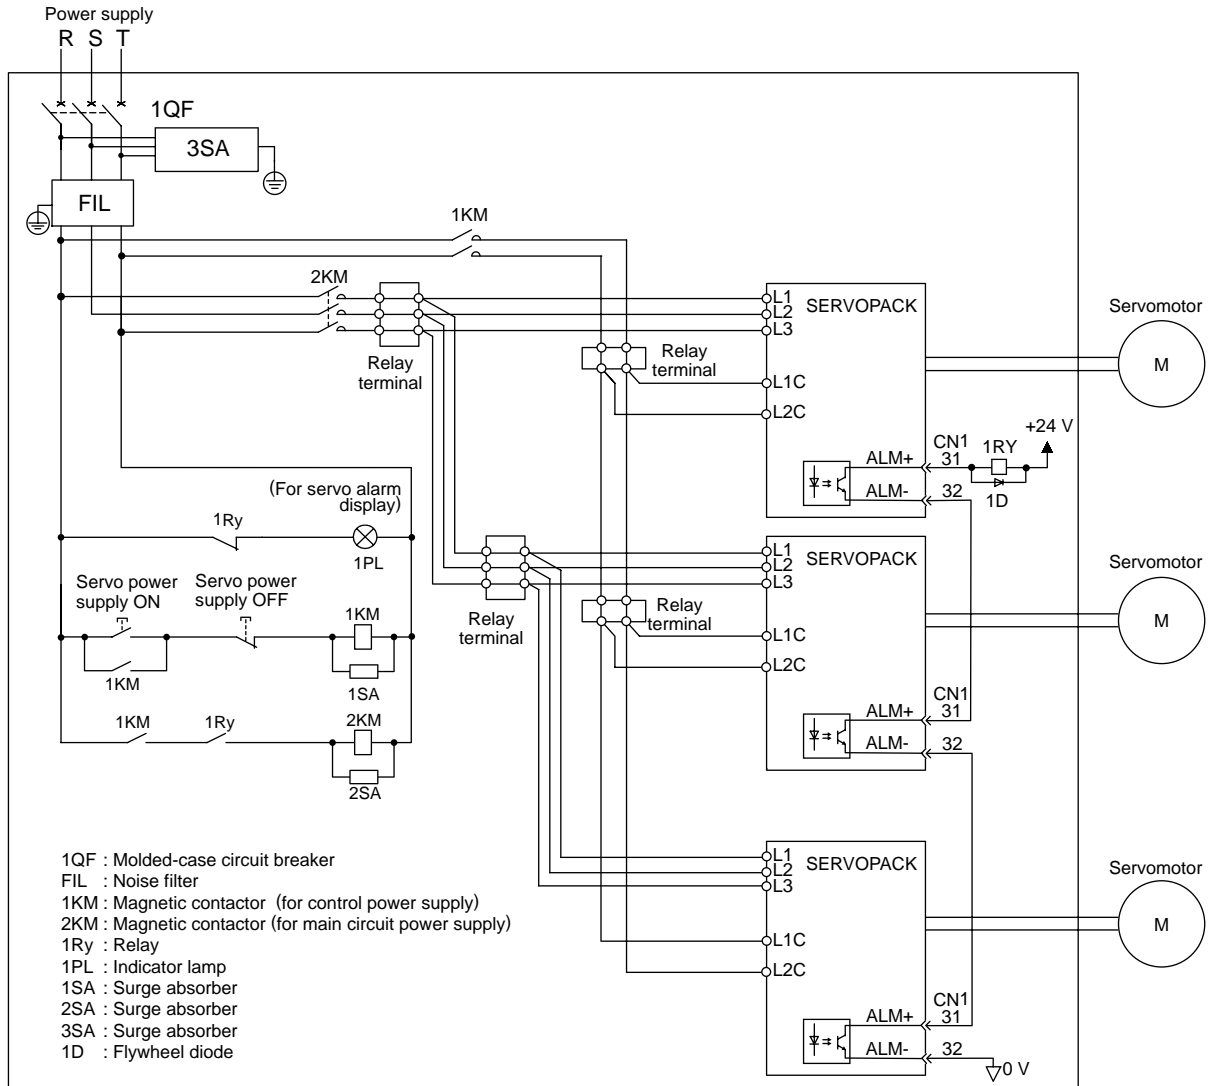 Power supply
R S T
1QF
3SA
FIL
1KM
2KM
Relay
terminal
Relay
terminal
L1
L2
L3
SERVOPACK
L1C
L2C
ALM+
ALM-
CN1
31
32
1RY
1D
+24 V
Servomotor
M
(For servo alarm
display)
1Ry
1PL
Servo power
supply ON
Servo power
supply OFF
1KM
1KM
1SA
1KM
1Ry
2KM
2SA
Relay
terminal
Relay
terminal
L1
L2
L3
SERVOPACK
L1C
L2C
ALM+
ALM-
CN1
31
32
Servomotor
M
L1
L2
L3
SERVOPACK
L1C
L2C
ALM+
ALM-
CN1
31
32
0 V
Servomotor
M
1QF : Molded-case circuit breaker
FIL : Noise filter
1KM : Magnetic contactor (for control power supply)
2KM : Magnetic contactor (for main circuit power supply)
1Ry : Relay
1PL : Indicator lamp
1SA : Surge absorber
2SA : Surge absorber
3SA : Surge absorber
1D : Flywheel diode